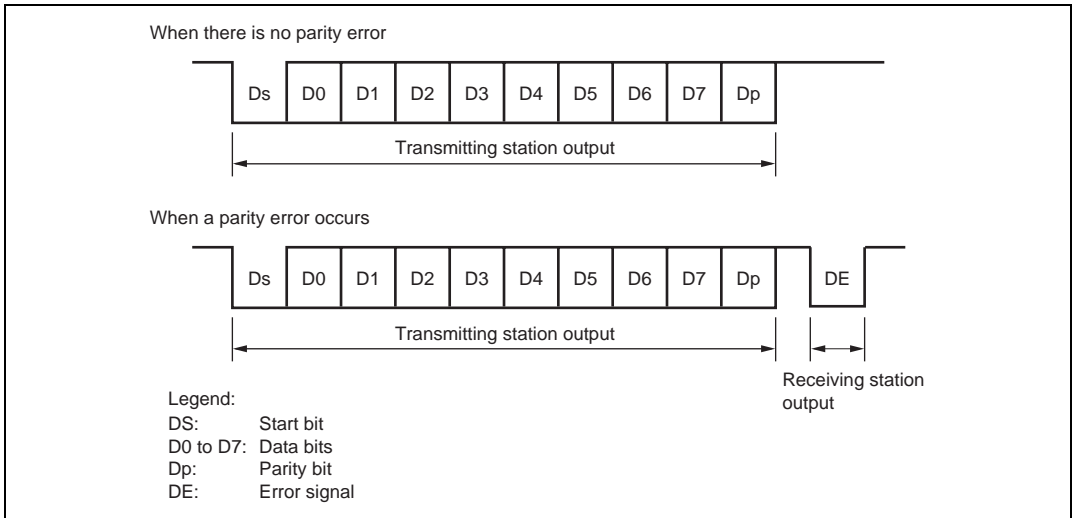 When there is no parity error
Ds D0 D1 D2 D3 D4 D5 D6 D7 Dp
Transmitting station output
When a parity error occurs
Ds D0 D1 D2 D3 D4 D5 D6 D7 Dp DE
Transmitting station output
Receiving station
output
Legend:
DS: Start bit
D0 to D7: Data bits
Dp: Parity bit
DE: Error signal